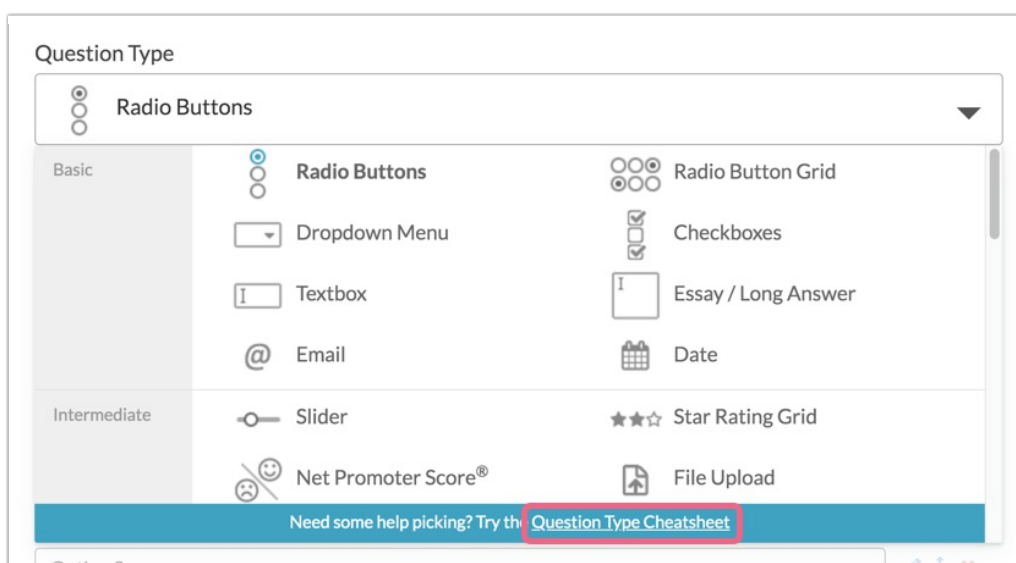 Question Type
Radio Buttons
Basic
Radio Buttons
Radio Button Grid
Dropdown Menu
Checkboxes
Textbox
Essay / Long Answer
@ Email
Date
Intermediate
Slider
Star Rating Grid
Net Promoter Score®
File Upload
Need some help picking? Try the Question Type Cheatsheet